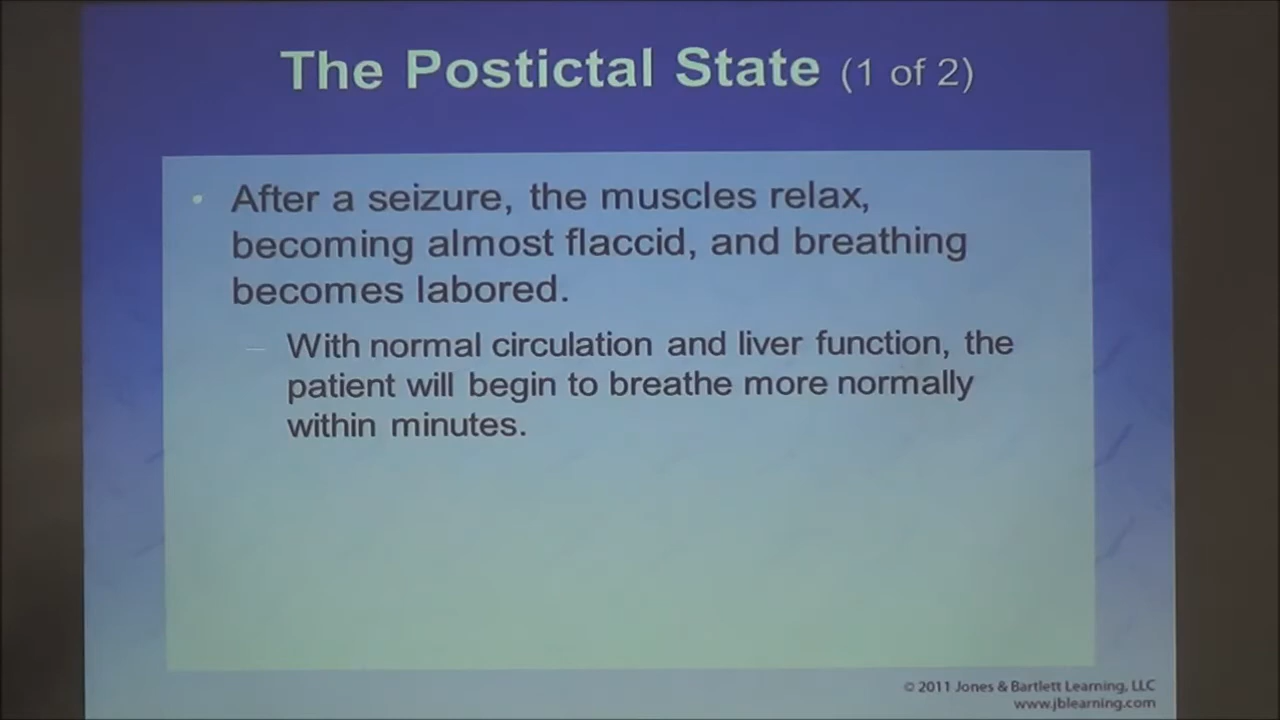 The Postictal State (1 of 2)
• After a seizure, the muscles relax,
becoming almost flaccid, and breathing
becomes labored.
– With normal circulation and liver function, the
patient will begin to breathe more normally
within minutes.
© 2011 Jones & Bartlett Learning, LLC
www.jblearning.com